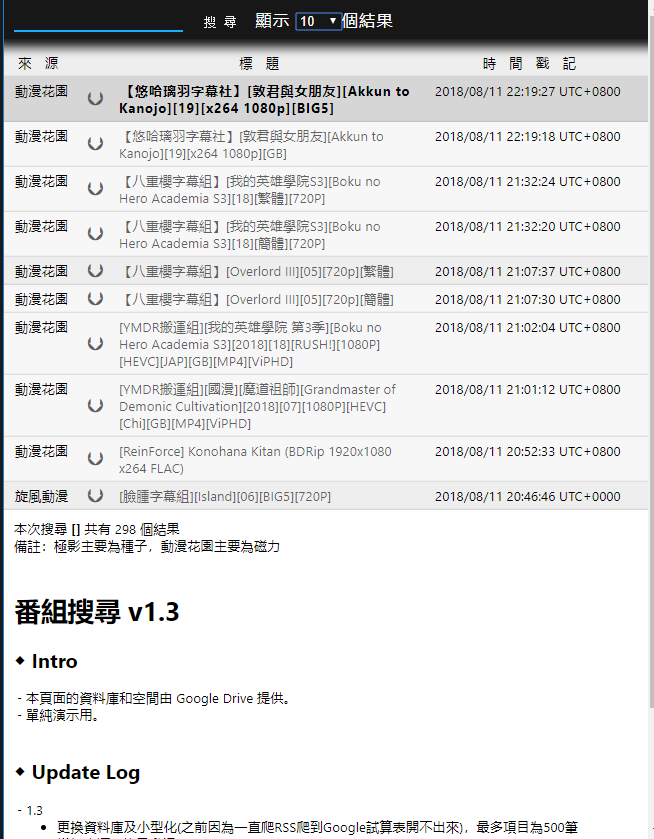 搜 尋 顯示 10 個結果
來 源 標 題 時 間 戳 記
動漫花園 【悠哈璃羽字幕社】[敦君與女朋友][Akkun to 2018/08/11 22:19:27 UTC+0800
Kanojo][19][x264 1080p][BIG5]
動漫花園 【悠哈璃羽字幕社】[敦君與女朋友][Akkun to 2018/08/11 22:19:18 UTC+0800
Kanojo][19][x264 1080p][GB]
動漫花園 【八重櫻字幕組】[我的英雄學院S3][Boku no 2018/08/11 21:32:24 UTC+0800
Hero Academia S3][18][繁體][720P]
動漫花園 【八重櫻字幕組】[我的英雄學院S3][Boku no 2018/08/11 21:32:20 UTC+0800
Hero Academia S3][18][簡體][720P]
動漫花園 【八重櫻字幕組】[Overlord III][05][720p][繁體] 2018/08/11 21:07:37 UTC+0800
動漫花園 【八重櫻字幕組】[Overlord III][05][720p][簡體] 2018/08/11 21:07:30 UTC+0800
動漫花園 [YMDR搬運組][我的英雄學院 第3季][Boku no 2018/08/11 21:02:04 UTC+0800
Hero Academia S3][2018][18][RUSH!][1080P]
[HEVC][JAP][GB][MP4][ViPHD]
動漫花園 [YMDR搬運組][國漫][魔道祖師][Grandmaster of 2018/08/11 21:01:12 UTC+0800
Demonic Cultivation][2018][07][1080P][HEVC]
[Chi][GB][MP4][ViPHD]
動漫花園 [ReinForce] Konohana Kitan (BDRip 1920x1080 2018/08/11 20:52:33 UTC+0800
x264 FLAC)
旋風動漫 [臉腫字幕組][Island][06][BIG5][720P] 2018/08/11 20:46:46 UTC+0000
本次搜尋 [] 共有 298 個結果
備註：極影主要為種子，動漫花園主要為磁力
番組搜尋 v1.3
◆ Intro
- 本頁面的資料庫和空間由 Google Drive 提供。
- 單純演示用。
◆ Update Log
- 1.3
• 更換資料庫及小型化(之前因為一直爬RSS爬到Google試算表開不出來)，最多項目為500筆